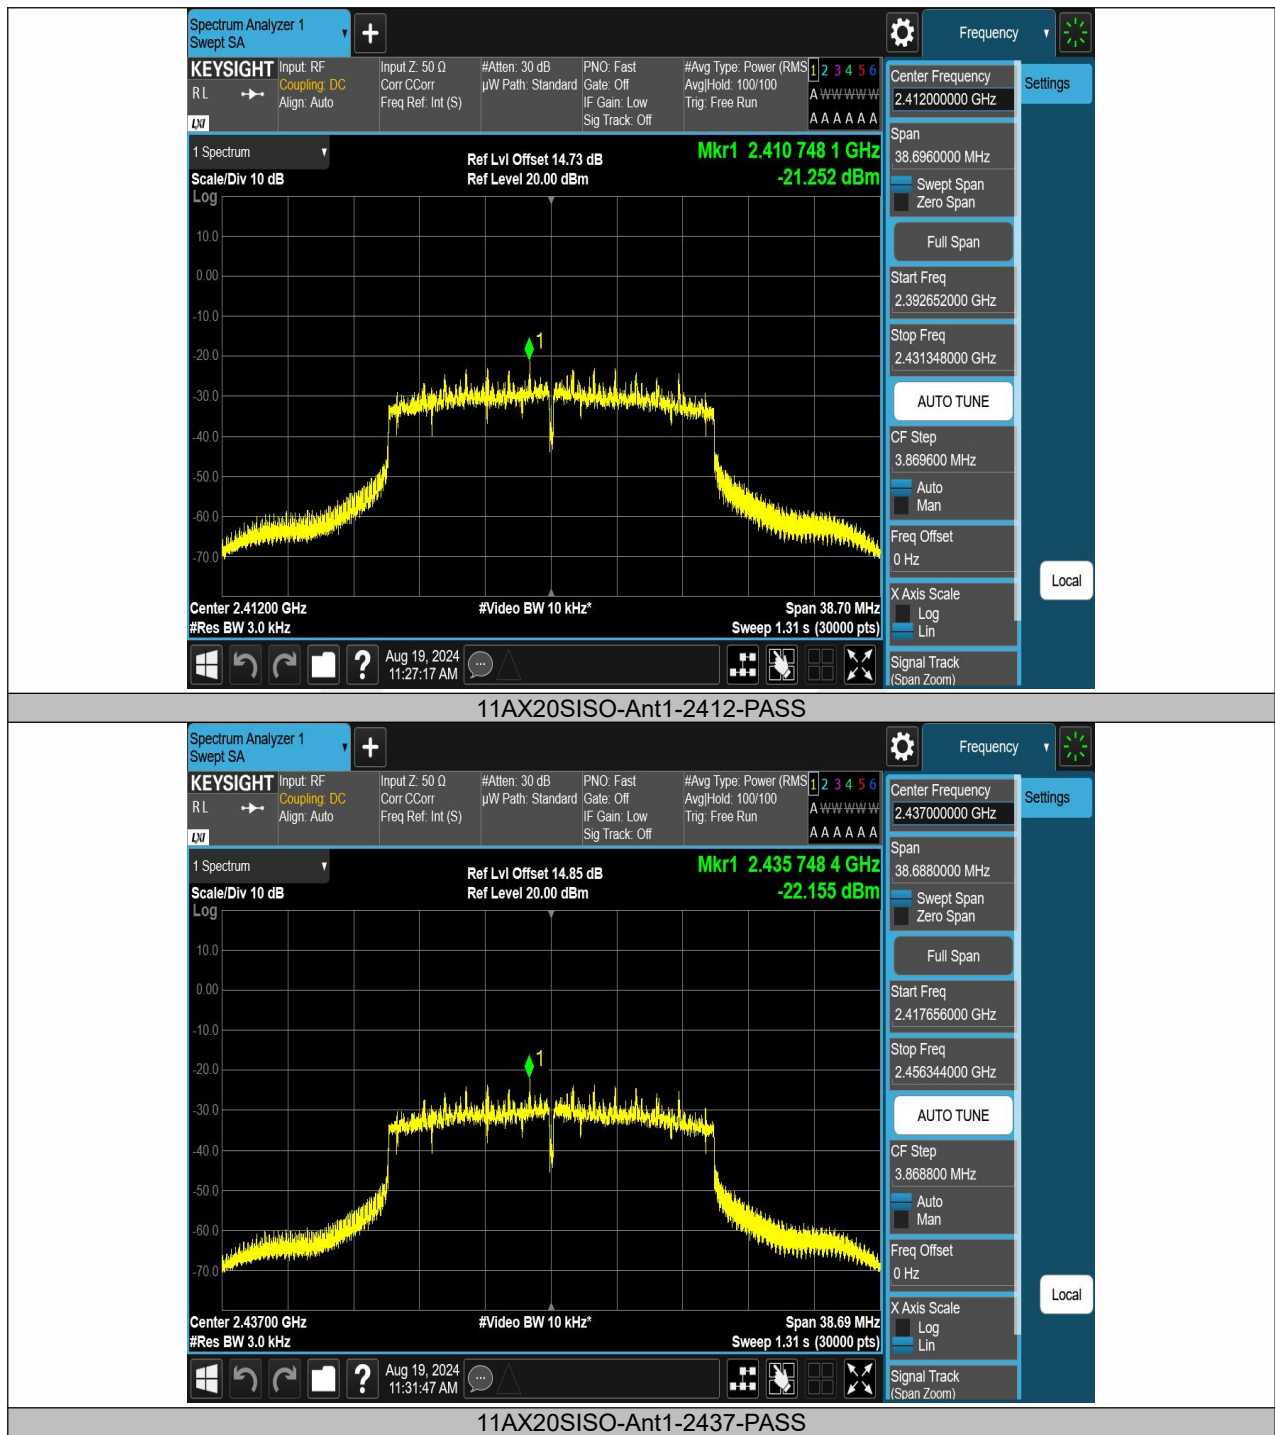 Spectrum Analyzer 1
Swept SA
Frequency
KEYSIGHT
R L
LXI
Input: RF
Coupling: DC
Align: Auto
Input Z: 50 Ω
Corr CCorr
Freq Ref: Int (S)
#Atten: 30 dB
µW Path: Standard
PNO: Fast
Gate: Off
IF Gain: Low
Sig Track: Off
#Avg Type: Power (RMS
Avg|Hold: 100/100
Trig: Free Run
1 2 3 4 5 6
A W W W W W
A A A A A A
1 Spectrum
Scale/Div 10 dB
Log
Ref Lvl Offset 14.73 dB
Ref Level 20.00 dBm
Mkr1 2.410 748 1 GHz
-21.252 dBm
10.0
0.00
-10.0
-20.0
-30.0
-40.0
-50.0
-60.0
-70.0
1
Center 2.41200 GHz
#Res BW 3.0 kHz
#Video BW 10 kHz*
Span 38.70 MHz
Sweep 1.31 s (30000 pts)
Aug 19, 2024
11:27:17 AM
Center Frequency
2.412000000 GHz
Settings
Span
38.6960000 MHz
Swept Span
Zero Span
Full Span
Start Freq
2.392652000 GHz
Stop Freq
2.431348000 GHz
AUTO TUNE
CF Step
3.869600 MHz
Auto
Man
Freq Offset
0 Hz
Local
X Axis Scale
Log
Lin
Signal Track
(Span Zoom)
11AX20SISO-Ant1-2412-PASS
Spectrum Analyzer 1
Swept SA
Frequency
KEYSIGHT
R L
LXI
Input: RF
Coupling: DC
Align: Auto
Input Z: 50 Ω
Corr CCorr
Freq Ref: Int (S)
#Atten: 30 dB
µW Path: Standard
PNO: Fast
Gate: Off
IF Gain: Low
Sig Track: Off
#Avg Type: Power (RMS
Avg|Hold: 100/100
Trig: Free Run
1 2 3 4 5 6
A W W W W W
A A A A A A
1 Spectrum
Scale/Div 10 dB
Log
Ref Lvl Offset 14.85 dB
Ref Level 20.00 dBm
Mkr1 2.435 748 4 GHz
-22.155 dBm
10.0
0.00
-10.0
-20.0
-30.0
-40.0
-50.0
-60.0
-70.0
1
Center 2.43700 GHz
#Res BW 3.0 kHz
#Video BW 10 kHz*
Span 38.69 MHz
Sweep 1.31 s (30000 pts)
Aug 19, 2024
11:31:47 AM
Center Frequency
2.437000000 GHz
Settings
Span
38.6880000 MHz
Swept Span
Zero Span
Full Span
Start Freq
2.417656000 GHz
Stop Freq
2.456344000 GHz
AUTO TUNE
CF Step
3.868800 MHz
Auto
Man
Freq Offset
0 Hz
Local
X Axis Scale
Log
Lin
Signal Track
(Span Zoom)
11AX20SISO-Ant1-2437-PASS